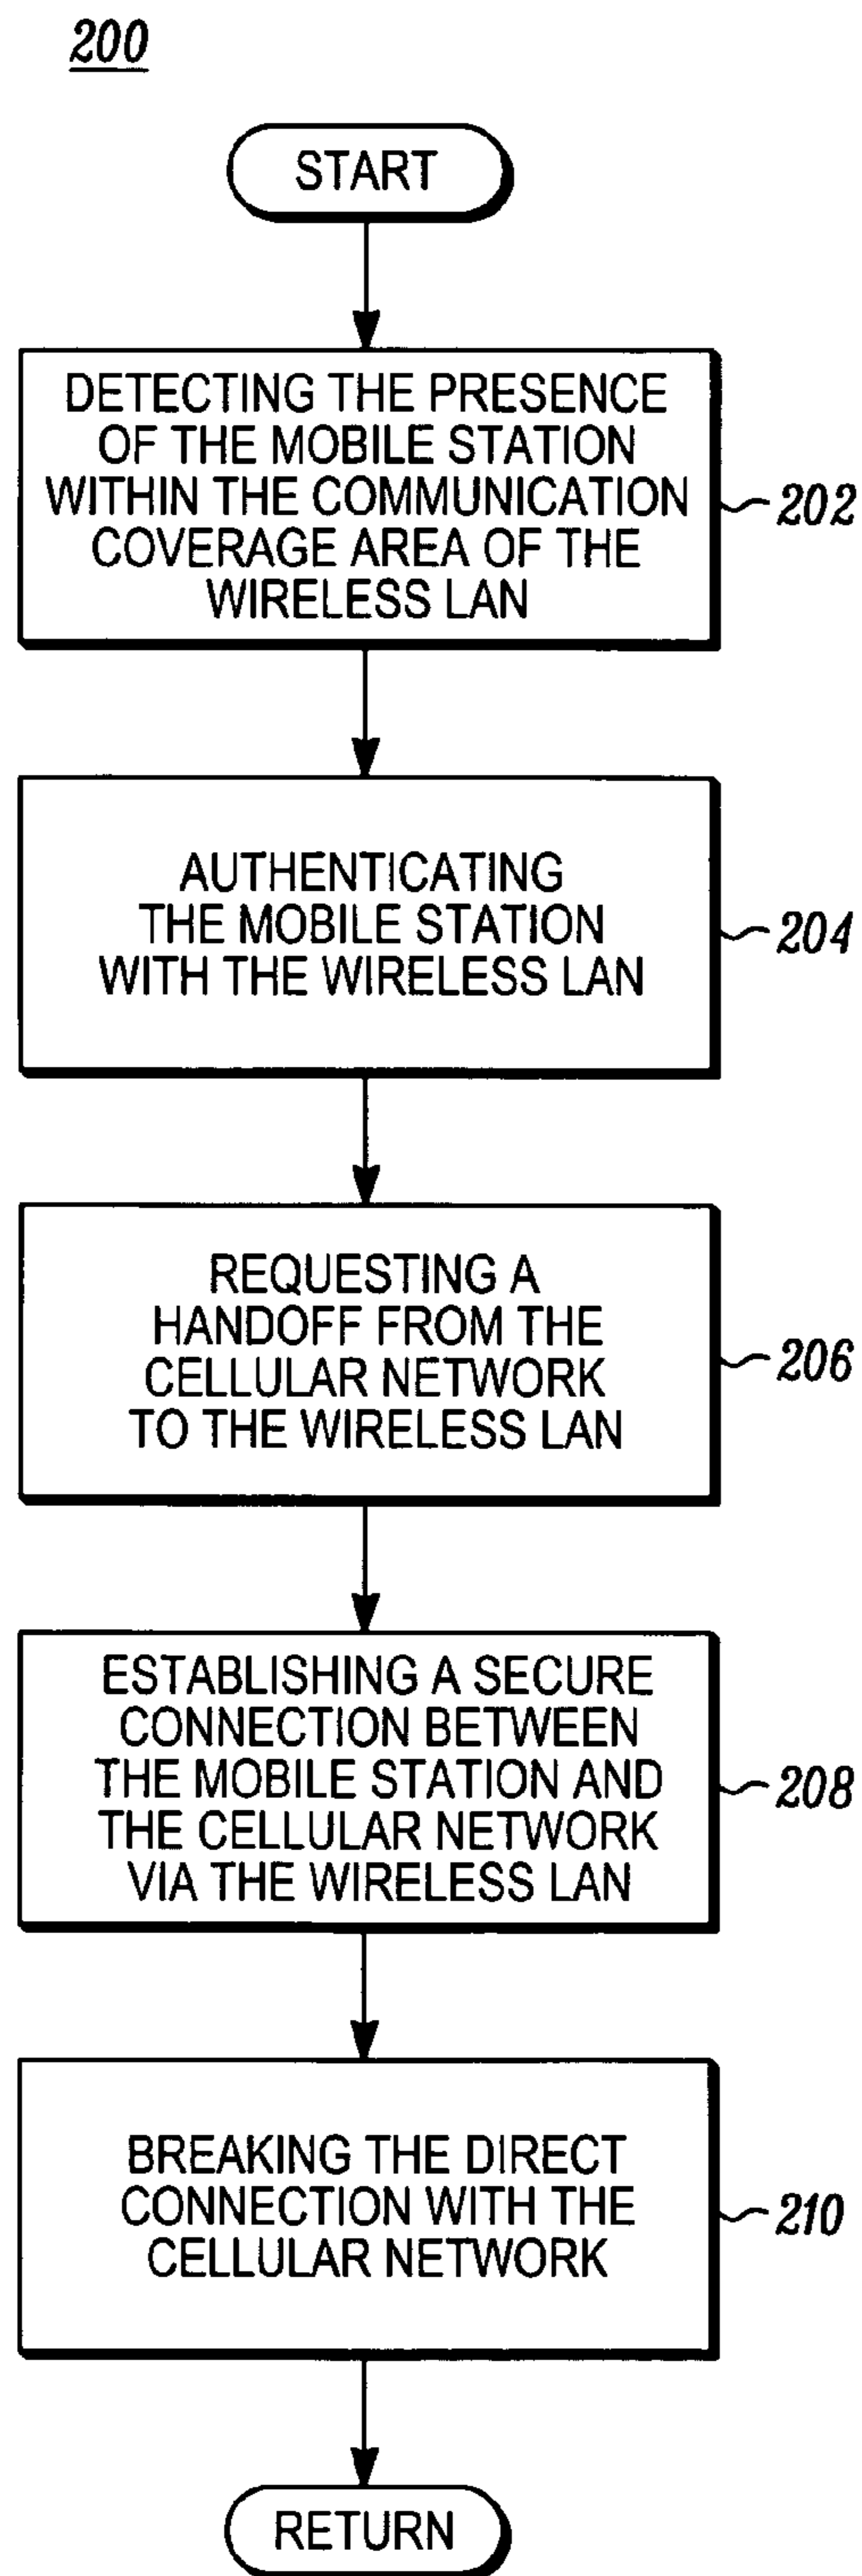 200
START
DETECTING THE PRESENCE
OF THE MOBILE STATION
WITHIN THE COMMUNICATION
COVERAGE AREA OF THE
WIRELESS LAN
202
AUTHENTICATING
THE MOBILE STATION
WITH THE WIRELESS LAN
204
REQUESTING A
HANDOFF FROM THE
CELLULAR NETWORK
TO THE WIRELESS LAN
206
ESTABLISHING A SECURE
CONNECTION BETWEEN
THE MOBILE STATION AND
THE CELLULAR NETWORK
VIA THE WIRELESS LAN
208
BREAKING THE DIRECT
CONNECTION WITH THE
CELLULAR NETWORK
210
RETURN